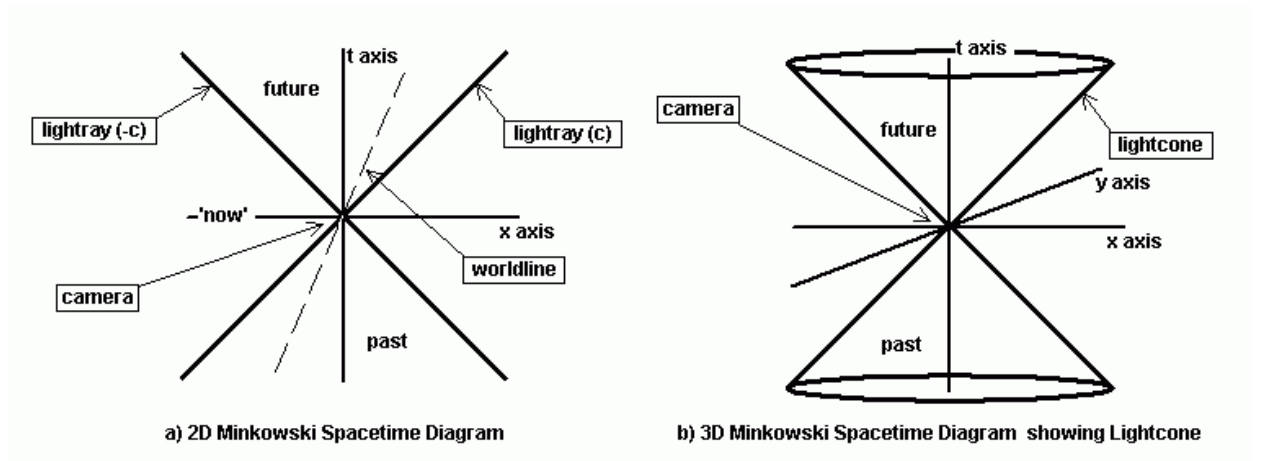 t axis
future
lightray (-c)
lightray (c)
–'now'
x axis
worldline
camera
past
a) 2D Minkowski Spacetime Diagram
t axis
camera
future
lightcone
y axis
x axis
past
b) 3D Minkowski Spacetime Diagram showing Lightcone